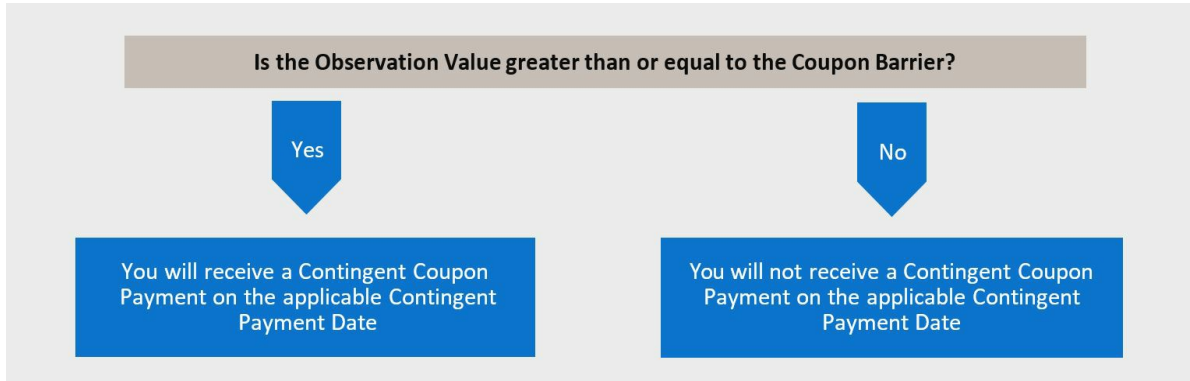 Is the Observation Value greater than or equal to the Coupon Barrier?
Yes
No
You will receive a Contingent Coupon
Payment on the applicable Contingent
Payment Date
You will not receive a Contingent Coupon
Payment on the applicable Contingent
Payment Date